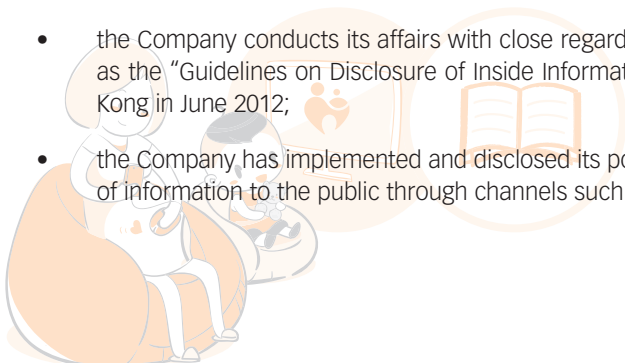 • the Company conducts its affairs with close regard
as the “Guidelines on Disclosure of Inside Informat
Kong in June 2012;
• the Company has implemented and disclosed its po
of information to the public through channels such